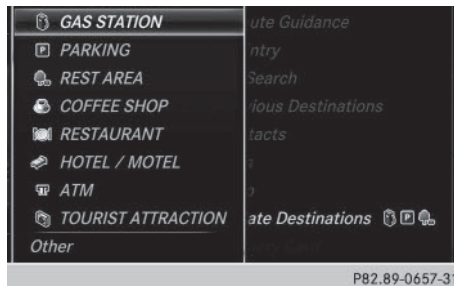 GAS STATION
ute Guidance
PARKING
ntry
REST AREA
Search
COFFEE SHOP
ious Destinations
RESTAURANT
tacts
HOTEL / MOTEL
ATM
TOURIST ATTRACTION
ate Destinations
Other
P82.89-0657-31